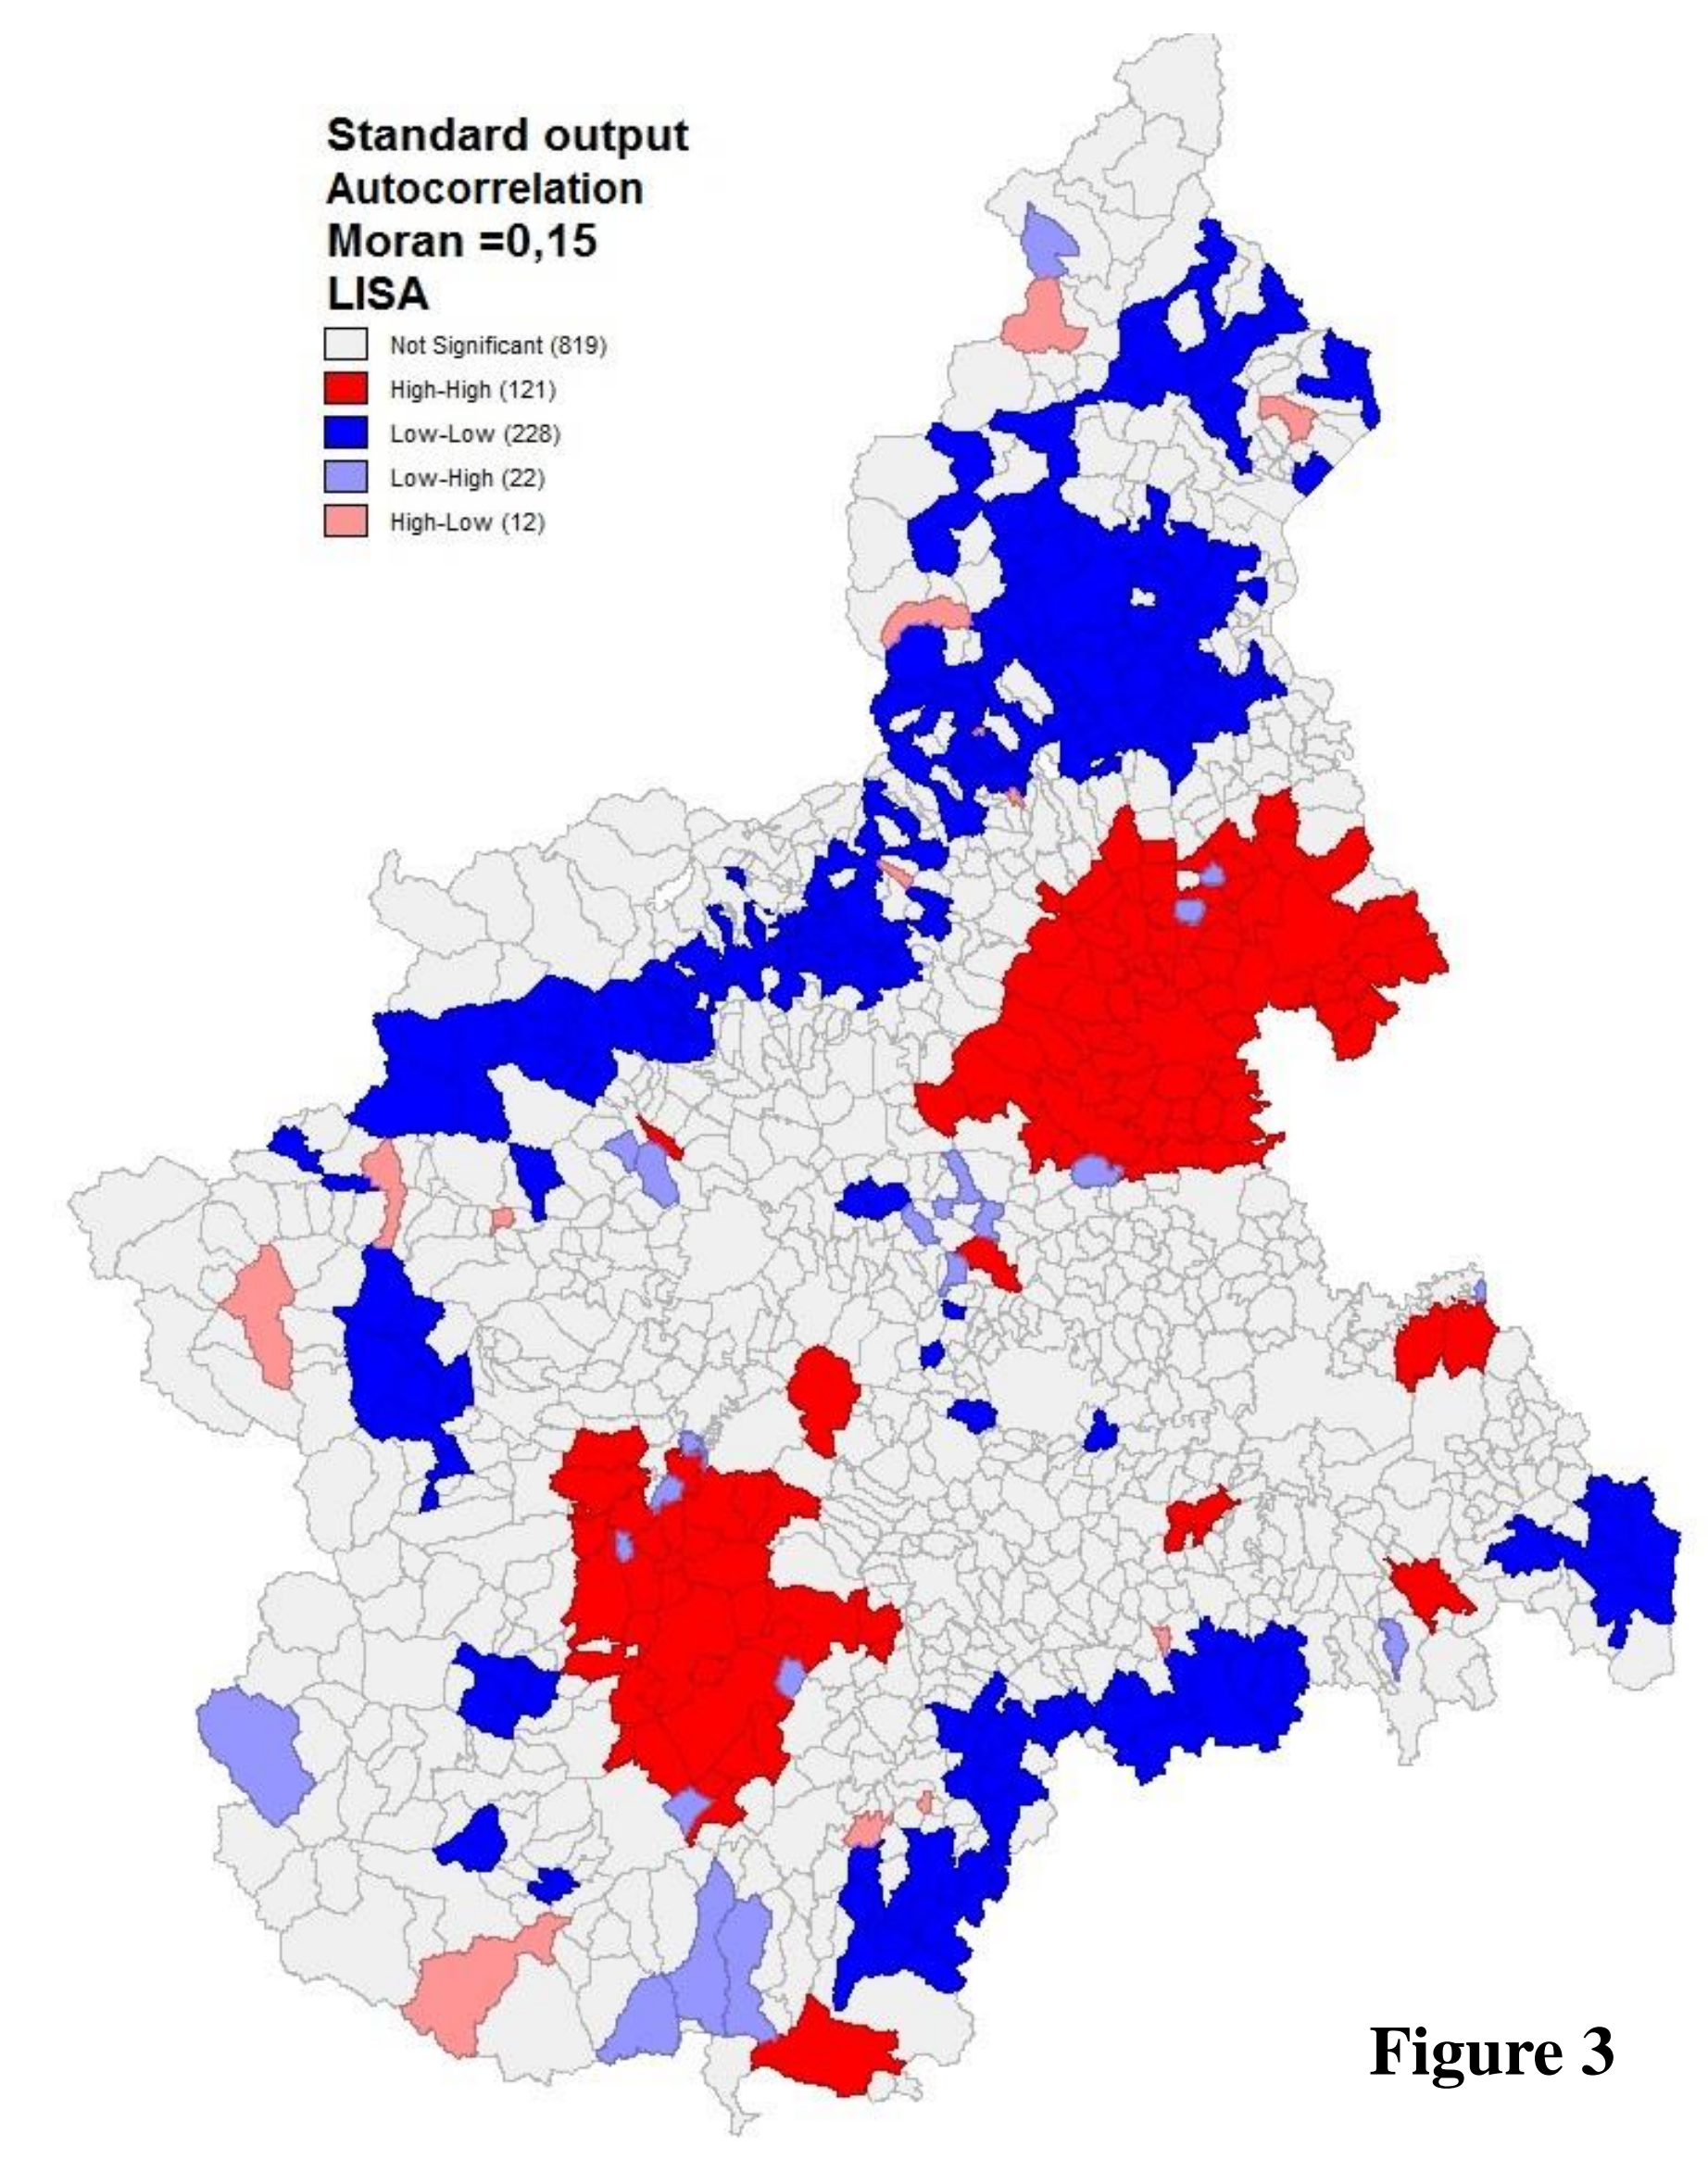 Standard output
Autocorrelation
Moran =0,15
LISA
Not Significant (819)
High-High (121)
Low-Low (228)
Low-High (22)
High-Low (12)
Figure 3